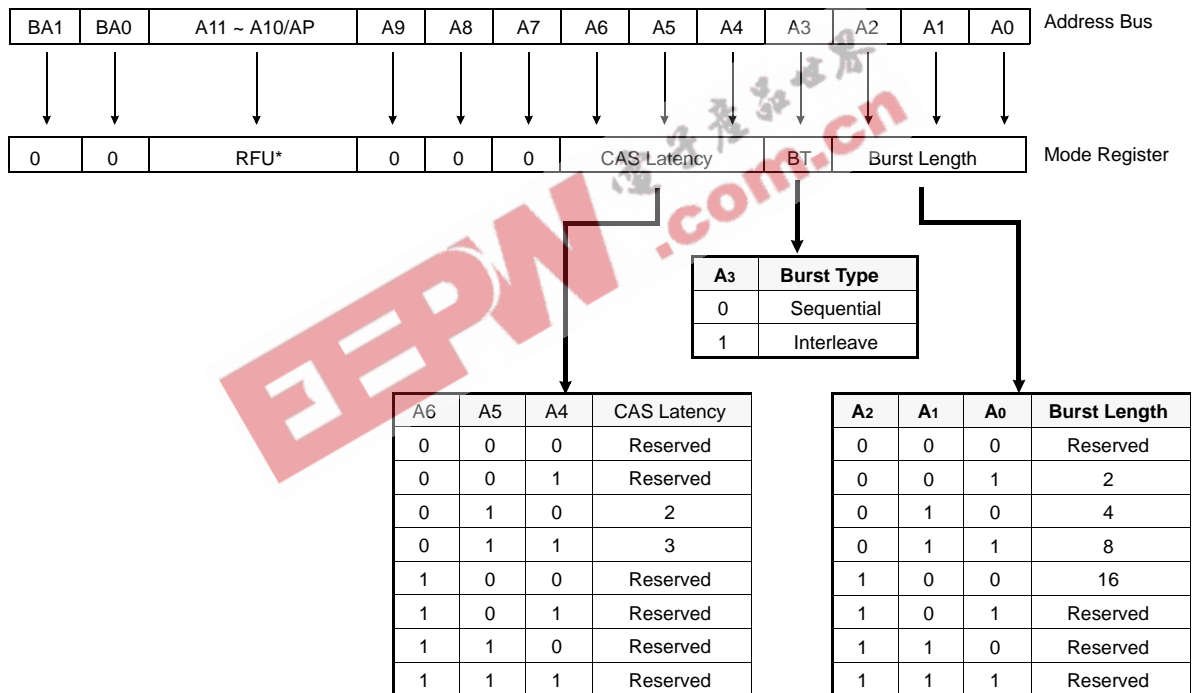 BA1 BA0 A11 ~ A10/AP A9 A8 A7 A6 A5 A4 A3 A2 A1 A0 Address Bus
0 0 RFU* 0 0 0 CAS Latency BT Burst Length Mode Register
電子產品世界
EEPW
.com.cn
A3 Burst Type
0 Sequential
1 Interleave
A6 A5 A4 CAS Latency
0 0 0 Reserved
0 0 1 Reserved
0 1 0 2
0 1 1 3
1 0 0 Reserved
1 0 1 Reserved
1 1 0 Reserved
1 1 1 Reserved
A2 A1 A0 Burst Length
0 0 0 Reserved
0 0 1 2
0 1 0 4
0 1 1 8
1 0 0 16
1 0 1 Reserved
1 1 0 Reserved
1 1 1 Reserved